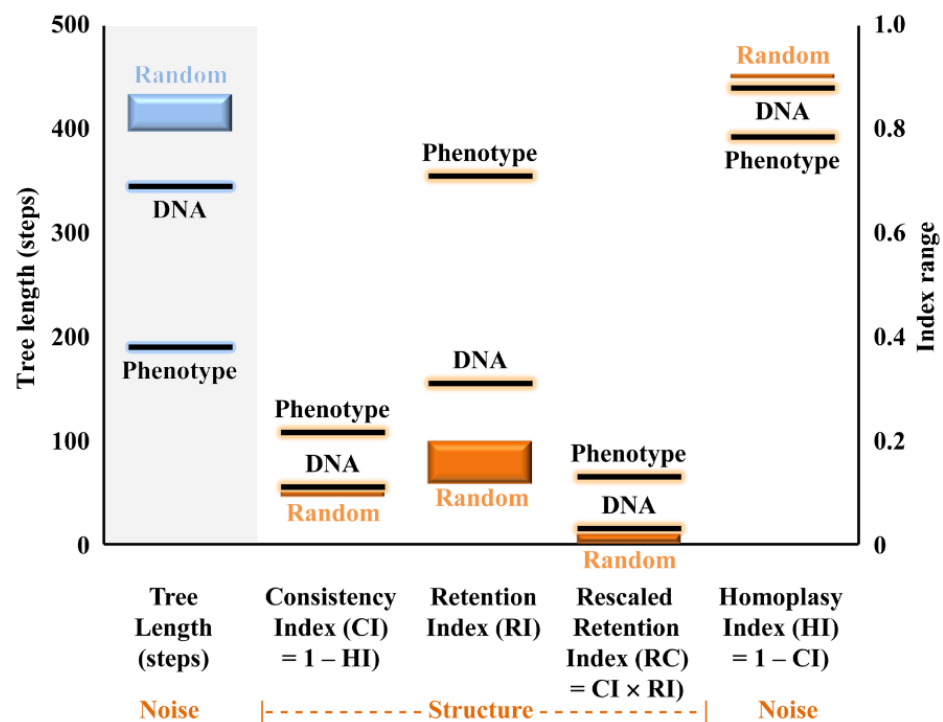 500
400
300
200
100
0
Tree length (steps)
Random
DNA
Phenotype
Phenotype
DNA
Random
Phenotype
DNA
Random
Phenotype
DNA
Random
Random
DNA
Phenotype
1.0
0.8
0.6
0.4
0.2
0
Index range
Tree
Length
(steps)
Consistency
Index (CI)
= 1 – HI)
Retention
Index (RI)
Rescaled
Retention
Index (RC)
= CI × RI)
Homoplasy
Index (HI)
= 1 – CI)
Noise
|- - - - - - - - - - Structure - - - - - - - - - -|
Noise